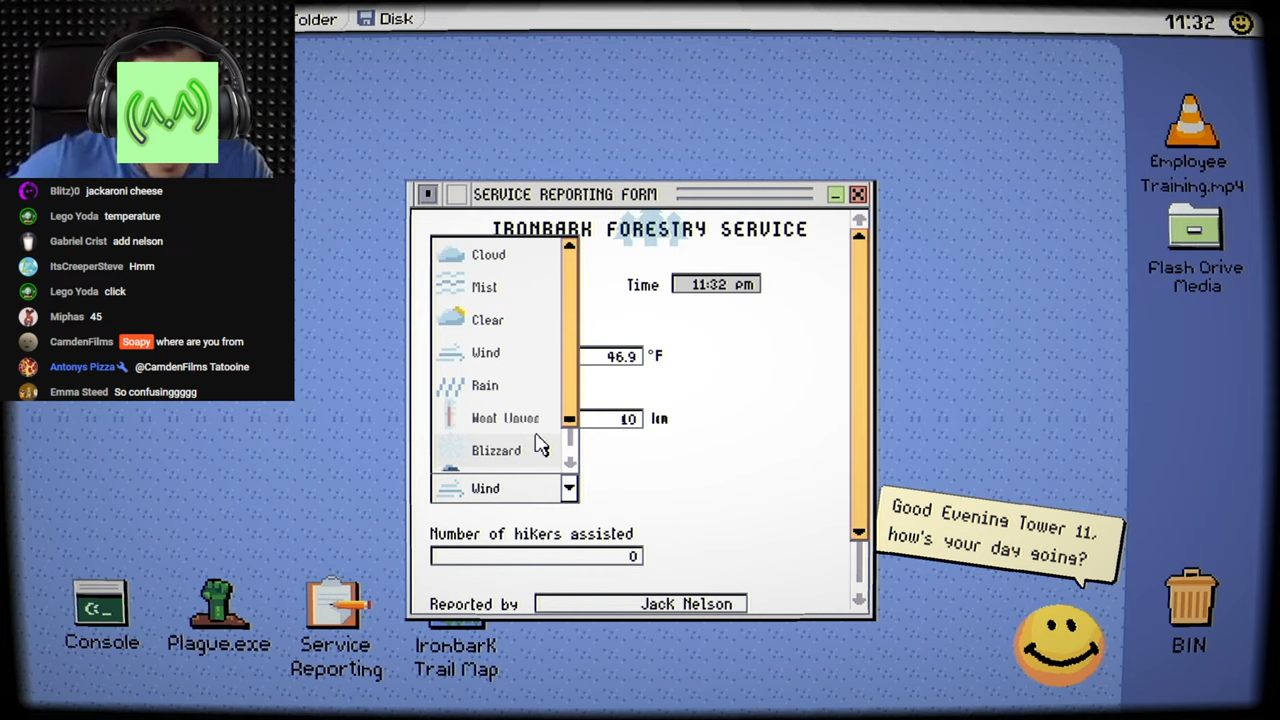 older
Disk
11:32
Blitz)0 jackaroni cheese
Lego Yoda temperature
Gabriel Crist add nelson
ItsCreeperSteve Hmm
Lego Yoda click
Miphas 45
CamdenFilms Soapy where are you from
Antonys Pizza @CamdenFilms Tatooine
Emma Steed So confusinggggg
SERVICE REPORTING FORM
IRONBARK FORESTRY SERVICE
Time 11:32 pm
46.9 °F
10 km
Cloud
Mist
Clear
Wind
Rain
Blizzard
Wind
Number of hikers assisted
0
Reported by Jack Nelson
Good Evening Tower 11,
how's your day going?
Employee
Training.mp4
Flash Drive
Media
BIN
Console
Plague.exe
Service
Reporting
Ironbark
Trail Map